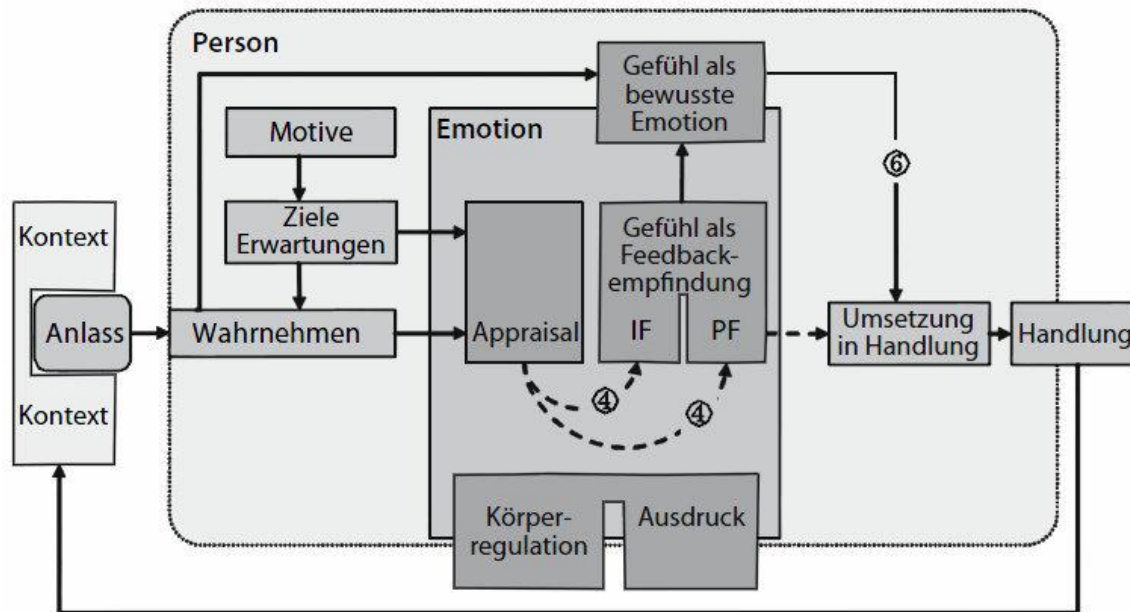 Person
Gefühl als
bewusste
Emotion
Motive
Emotion
⑥
Kontext
Ziele
Erwartungen
Gefühl als
Feedback-
empfindung
Anlass
Wahrnehmen
Appraisal
IF
PF
Umsetzung
in Handlung
Handlung
Kontext
④
④
Körper-
regulation
Ausdruck